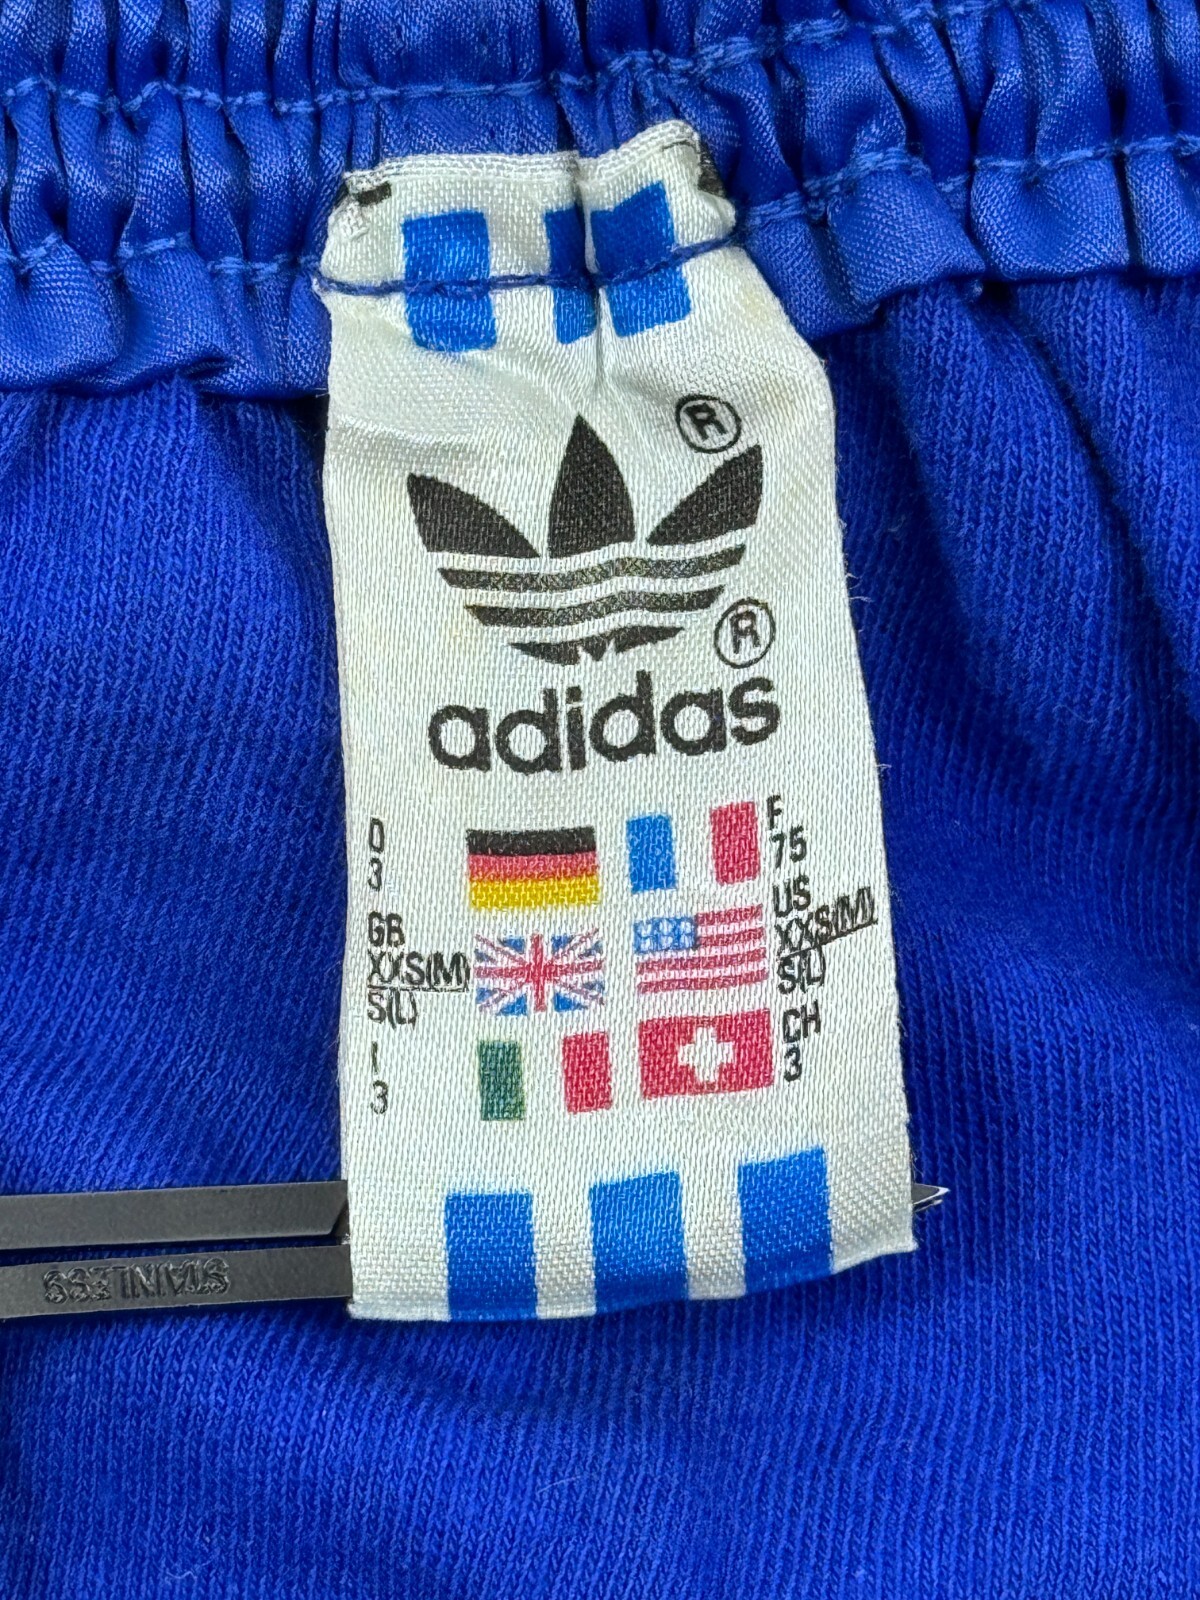 ®
®
adidas
D
3
F
75
GB
XXS(M)
S(L)
US
XXS(M)
S(L)
I
3
CH
3
STAINLESS